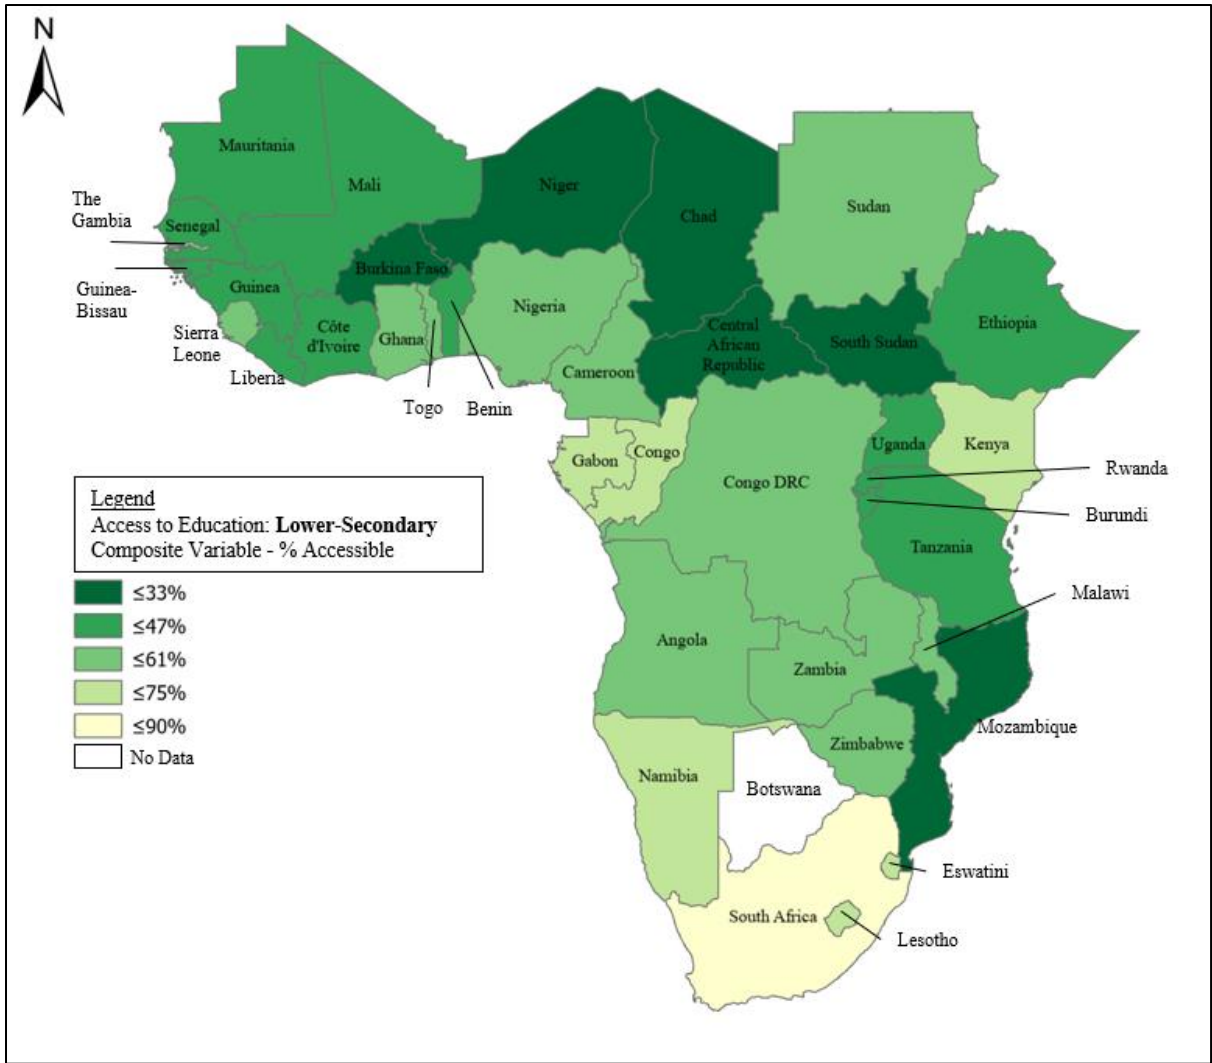 N
Mauritania
Mali
Niger
Chad
Sudan
The
Gambia
Senegal
Burkina Faso
Guinea-
Bissau
Guinea
Nigeria
Côte
d'Ivoire
Ghana
Sierra
Leone
Liberia
Togo
Benin
Cameroon
Central
African
Republic
South Sudan
Ethiopia
Gabon
Congo
Congo DRC
Uganda
Kenya
Rwanda
Burundi
Tanzania
Malawi
Angola
Zambia
Mozambique
Zimbabwe
Namibia
Botswana
Eswatini
South Africa
Lesotho
Legend
Access to Education: Lower-Secondary
Composite Variable - % Accessible
≤33%
≤47%
≤61%
≤75%
≤90%
No Data